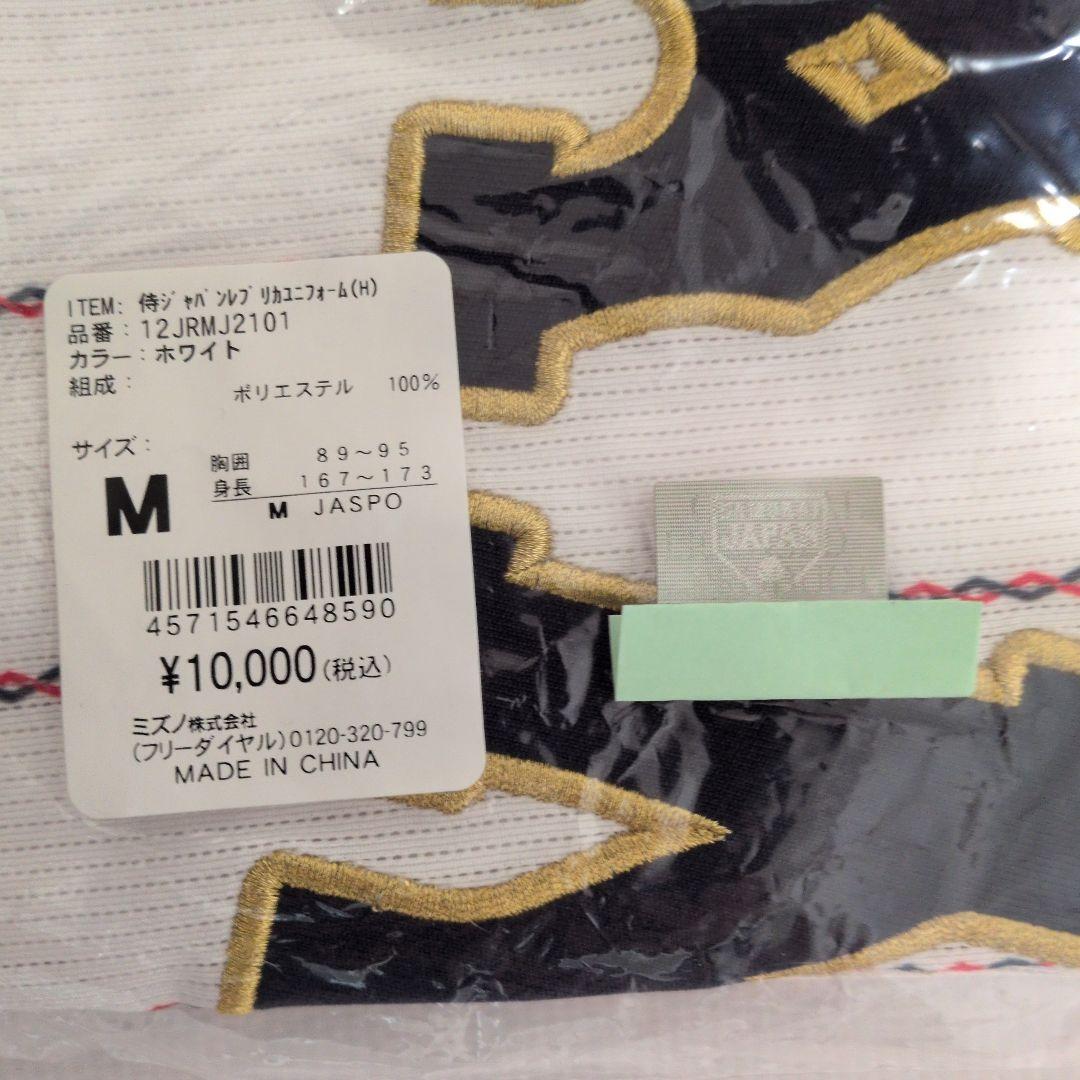 ITEM: 侍ｼﾞｬﾊﾟﾝﾚﾌﾟﾘｶﾕﾆﾌｫｰﾑ(H)
品番：12JRMJ2101
カラー：ホワイト
組成：
ポリエステル 100%
サイズ：
M
胸囲 89～95
身長 167～173
M JASPO
4571546648590
¥10,000(税込)
ミズノ株式会社
(フリーダイヤル)0120-320-799
MADE IN CHINA
JAPAN